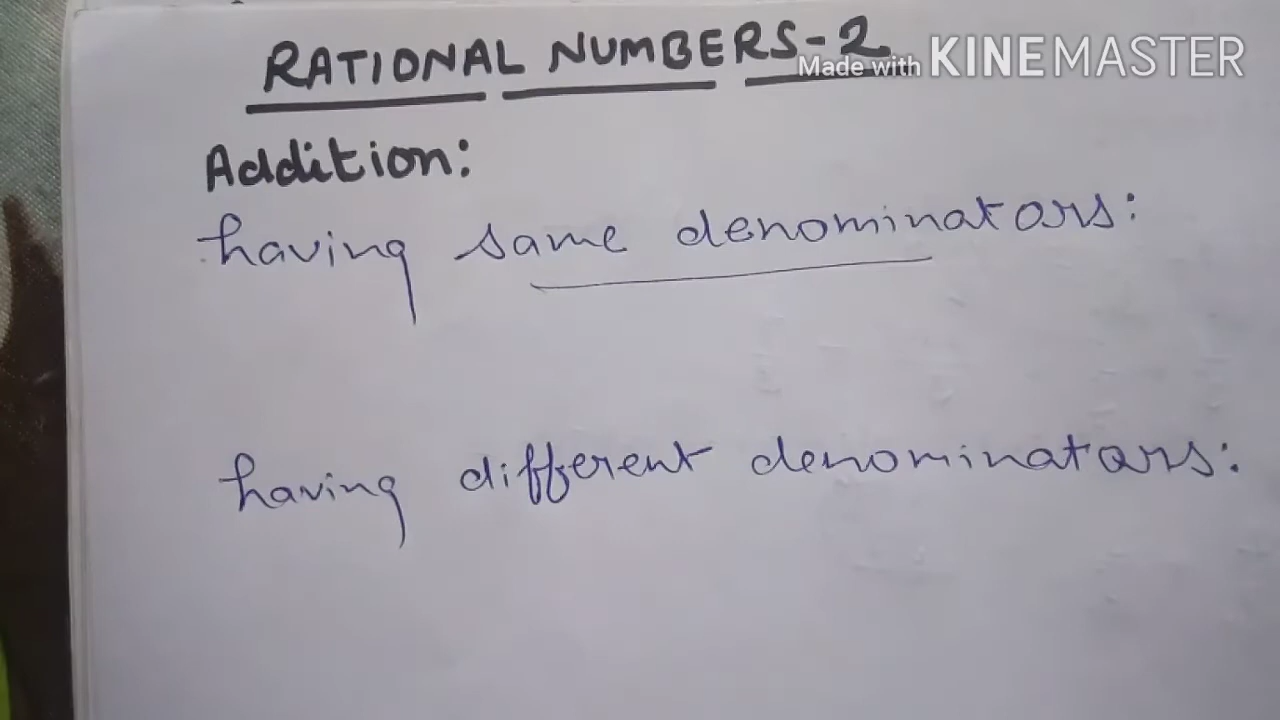 RATIONAL NUMBERS-2
Made with KINEMASTER
Addition:
having same denominators:
having different denominators: